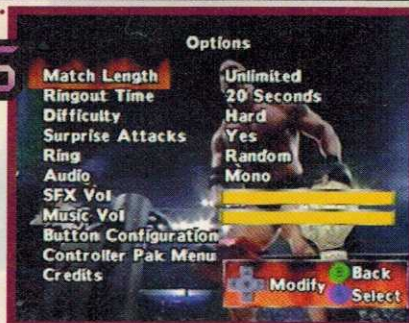 Options
Match Length Unlimited
Ringout Time 20 Seconds
Difficulty Hard
Surprise Attacks Yes
Ring Random
Audio Mono
SFX Vol
Music Vol
Button Configuration
Controller Pak Menu
Credits
Modify B Back
A Select